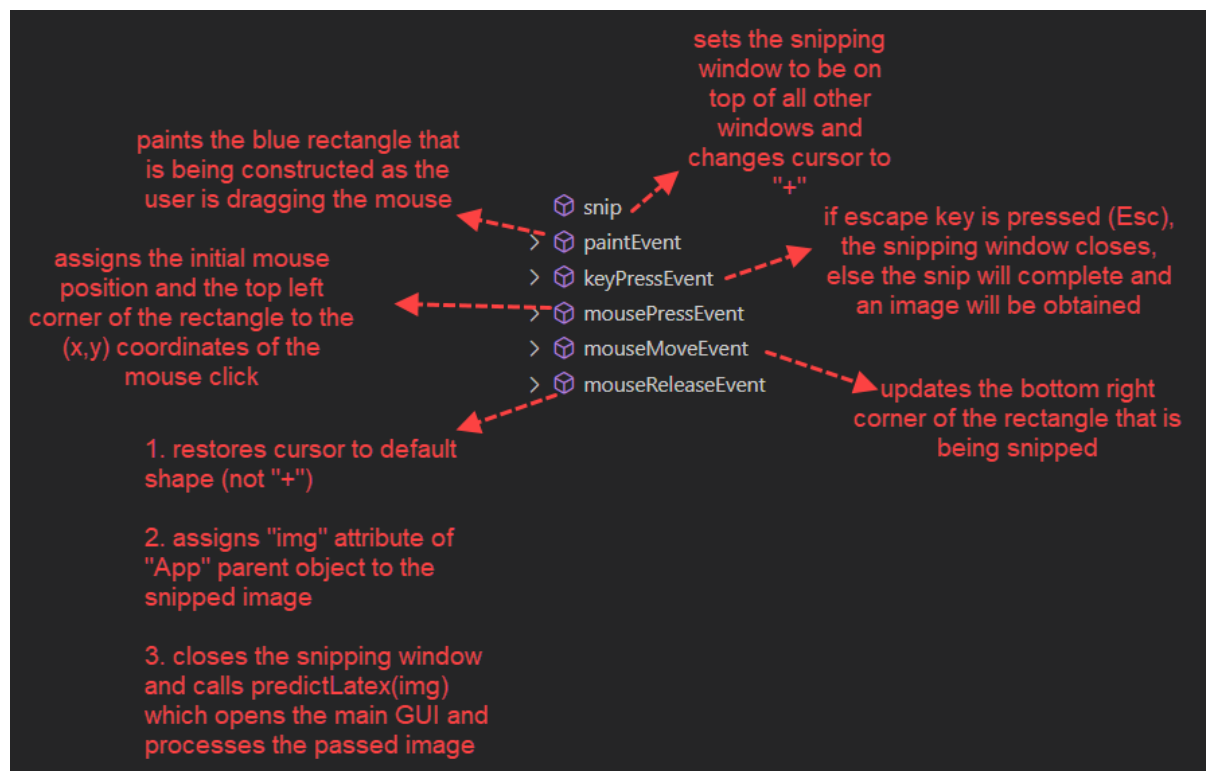 sets the snipping
window to be on
top of all other
windows and
changes cursor to
"+"
paints the blue rectangle that
is being constructed as the
user is dragging the mouse
assigns the initial mouse
position and the top left
corner of the rectangle to the
(x,y) coordinates of the
mouse click
snip
paintEvent
keyPressEvent
mousePressEvent
mouseMoveEvent
mouseReleaseEvent
if escape key is pressed (Esc),
the snipping window closes,
else the snip will complete and
an image will be obtained
updates the bottom right
corner of the rectangle that is
being snipped
1. restores cursor to default
shape (not "+")
2. assigns "img" attribute of
"App" parent object to the
snipped image
3. closes the snipping window
and calls predictLatex(img)
which opens the main GUI and
processes the passed image